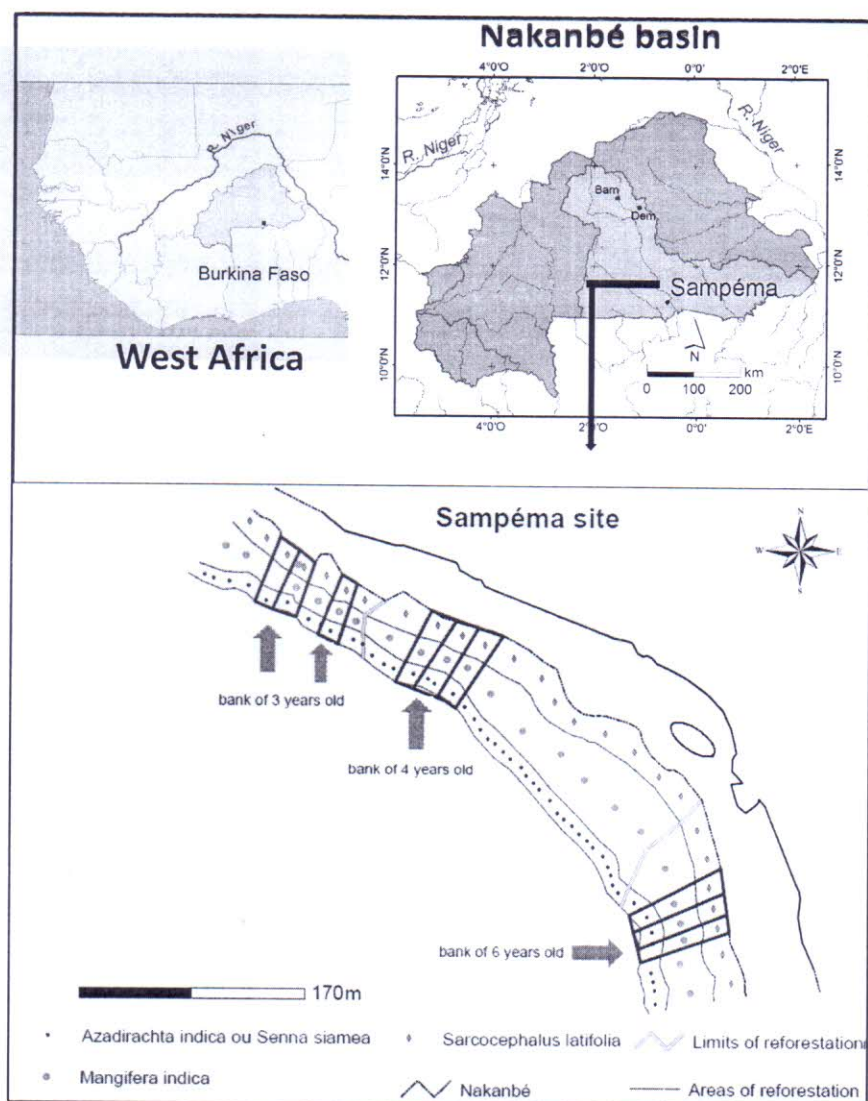 Nakanbé basin
R. Niger
Burkina Faso
West Africa
4°0'O 2°0'O 0°0' 2°0'E
14°0'N
12°0'N
10°0'N
R. Niger
R. Niger
Bam
Dem
Sampéma
N
km
0 100 200
14°0'N
12°0'N
10°0'N
4°0'O 2°0'O 0°0' 2°0'E
Sampéma site
N
W E
S
bank of 3 years old
bank of 4 years old
bank of 6 years old
170m
Azadirachta indica ou Senna siamea
Sarcocephalus latifolia
Limits of reforestation
Mangifera indica
Nakanbé
Areas of reforestation